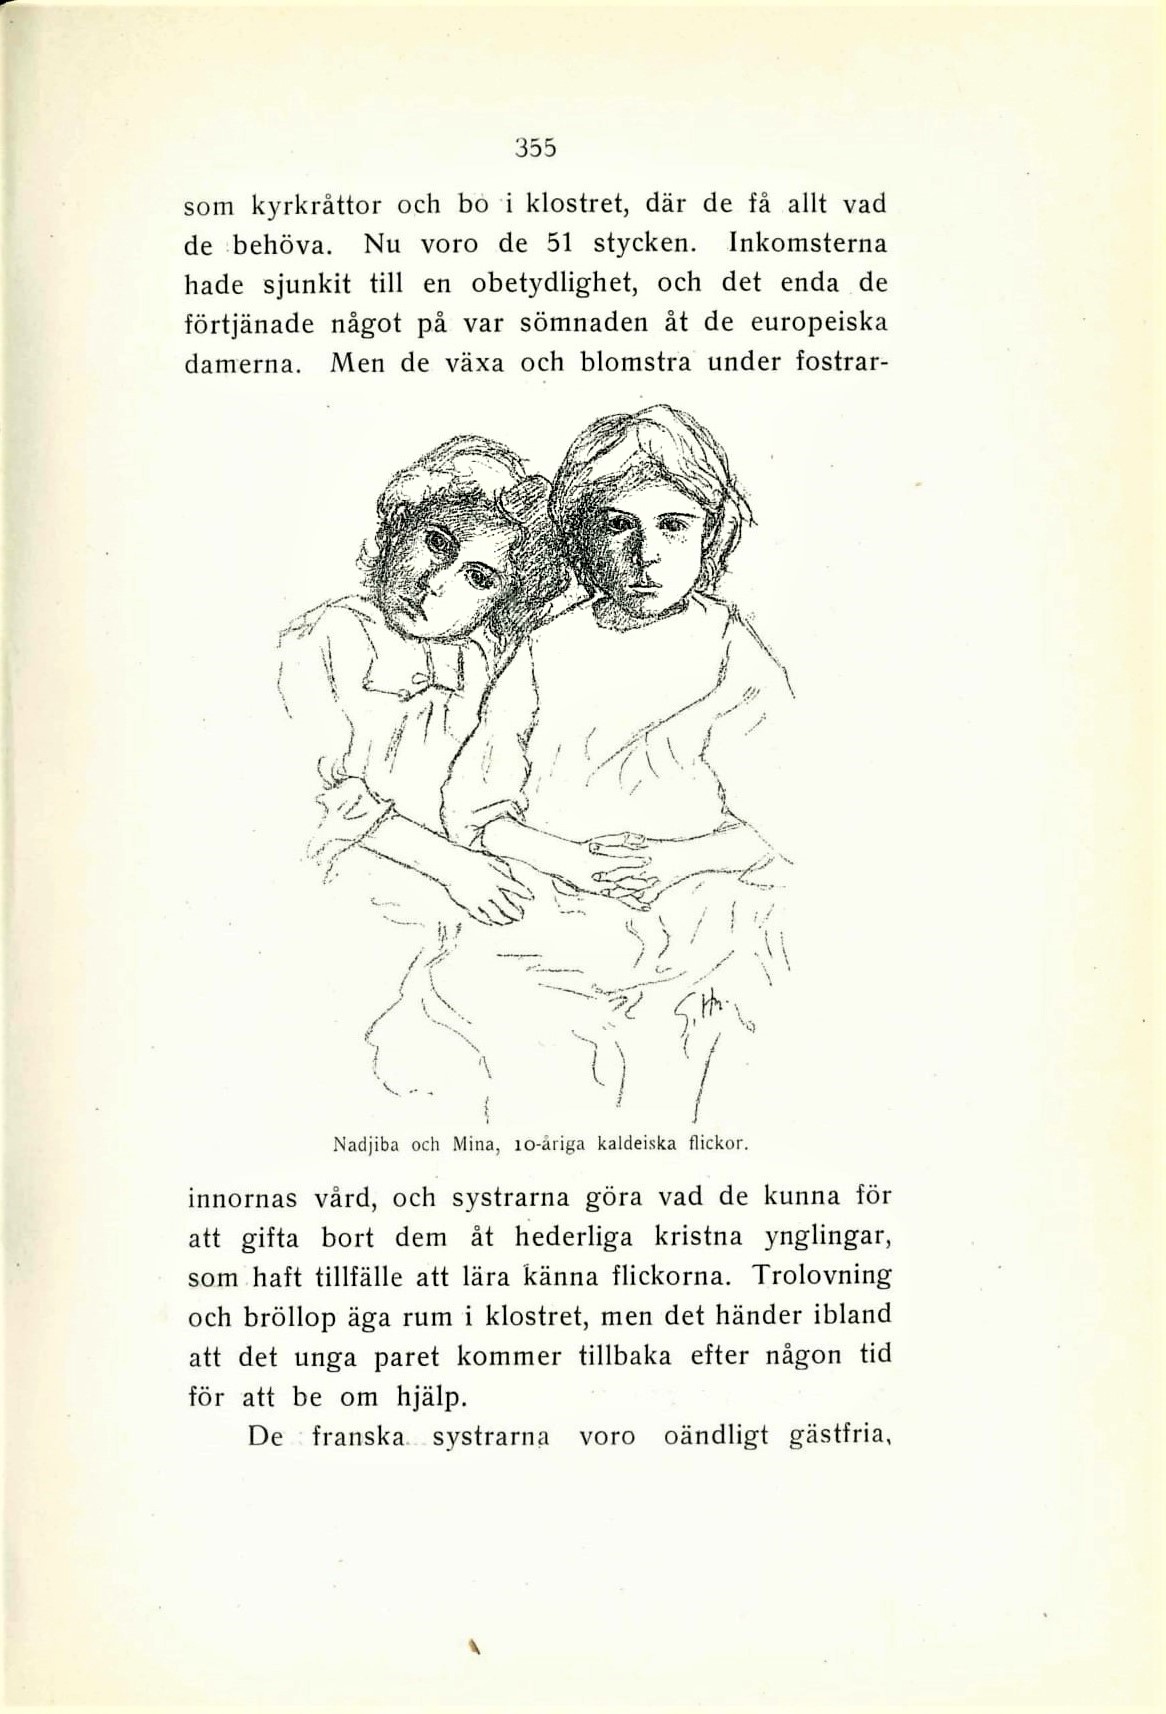 355
som kyrkråttor och bo i klostret, där de få allt vad
de behöva. Nu voro de 51 stycken. Inkomsterna
hade sjunkit till en obetydlighet, och det enda de
förtjänade något på var sömnaden åt de europeiska
damerna. Men de växa och blomstra under fostrar-
Nadjiba och Mina, 10-åriga kaldeiska flickor.
innornas vård, och systrarna göra vad de kunna för
att gifta bort dem åt hederliga kristna ynglingar,
som haft tillfälle att lära känna flickorna. Trolovning
och bröllop äga rum i klostret, men det händer ibland
att det unga paret kommer tillbaka efter någon tid
för att be om hjälp.
De franska systrarna voro oändligt gästfria,